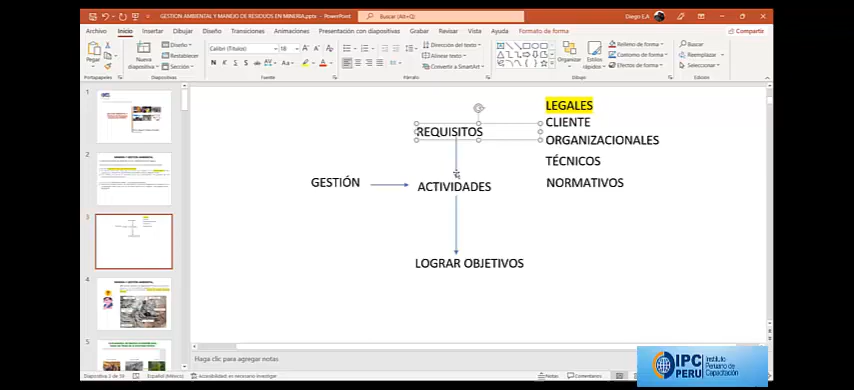 GESTION AMBIENTAL Y MANEJO DE RESIDUOS EN MINERIA.pptx - PowerPoint
Buscar (Alt+Q)
Diego E.A
Archivo Inicio Insertar Dibujar Diseño Transiciones Animaciones Presentación con diapositivas Grabar Revisar Vista Ayuda Formato de forma Compartir
Pegar
Nueva diapositiva
Diseño
Restablecer
Sección
Calibri (Títulos) 18
Dirección del texto
Alinear texto
Convertir a SmartArt
Organizar
Estilos rápidos
Relleno de forma
Contorno de forma
Efectos de forma
Buscar
Reemplazar
Seleccionar
Portapapeles Diapositivas Fuente Párrafo Dibujo Edición
1
2
3
4
5
REQUISITOS
LEGALES
CLIENTE
ORGANIZACIONALES
TÉCNICOS
NORMATIVOS
GESTIÓN
ACTIVIDADES
LOGRAR OBJETIVOS
Haga clic para agregar notas
Español (México)
Accesibilidad: es necesario investigar
Notas
Comentarios
IPC PERU
Instituto
Peruano de
Capacitación